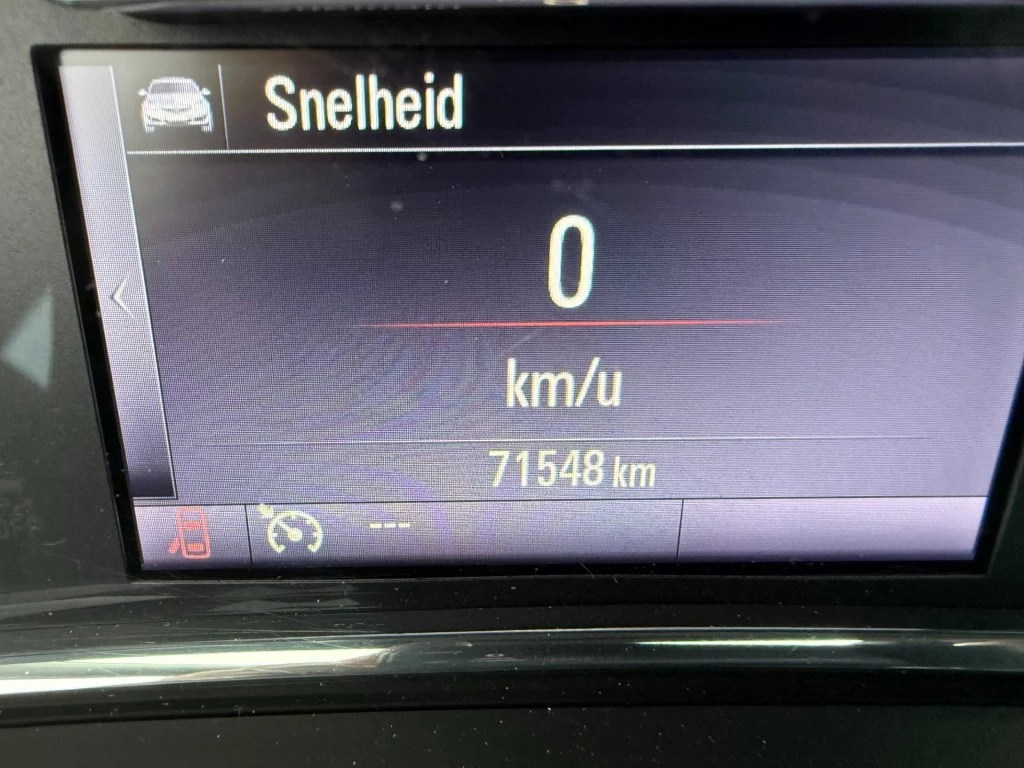 Snelheid
0
km/u
71548 km
---